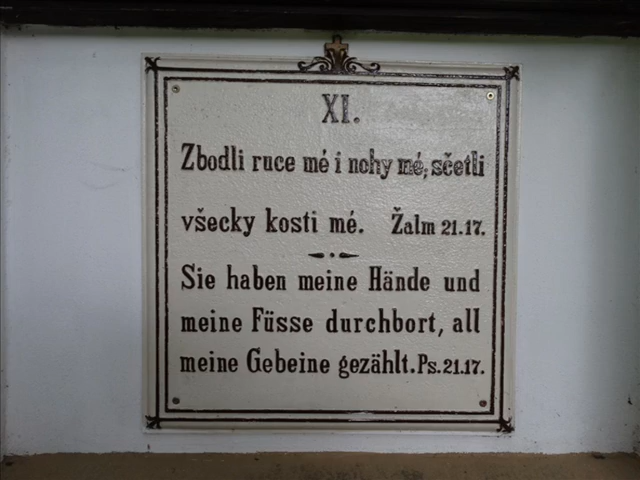 XI.
Zbodli ruce mé i nohy mé, sčetli
všecky kosti mé. Žalm 21.17.
Sie haben meine Hände und
meine Füsse durchbort, all
meine Gebeine gezählt. Ps. 21.17.